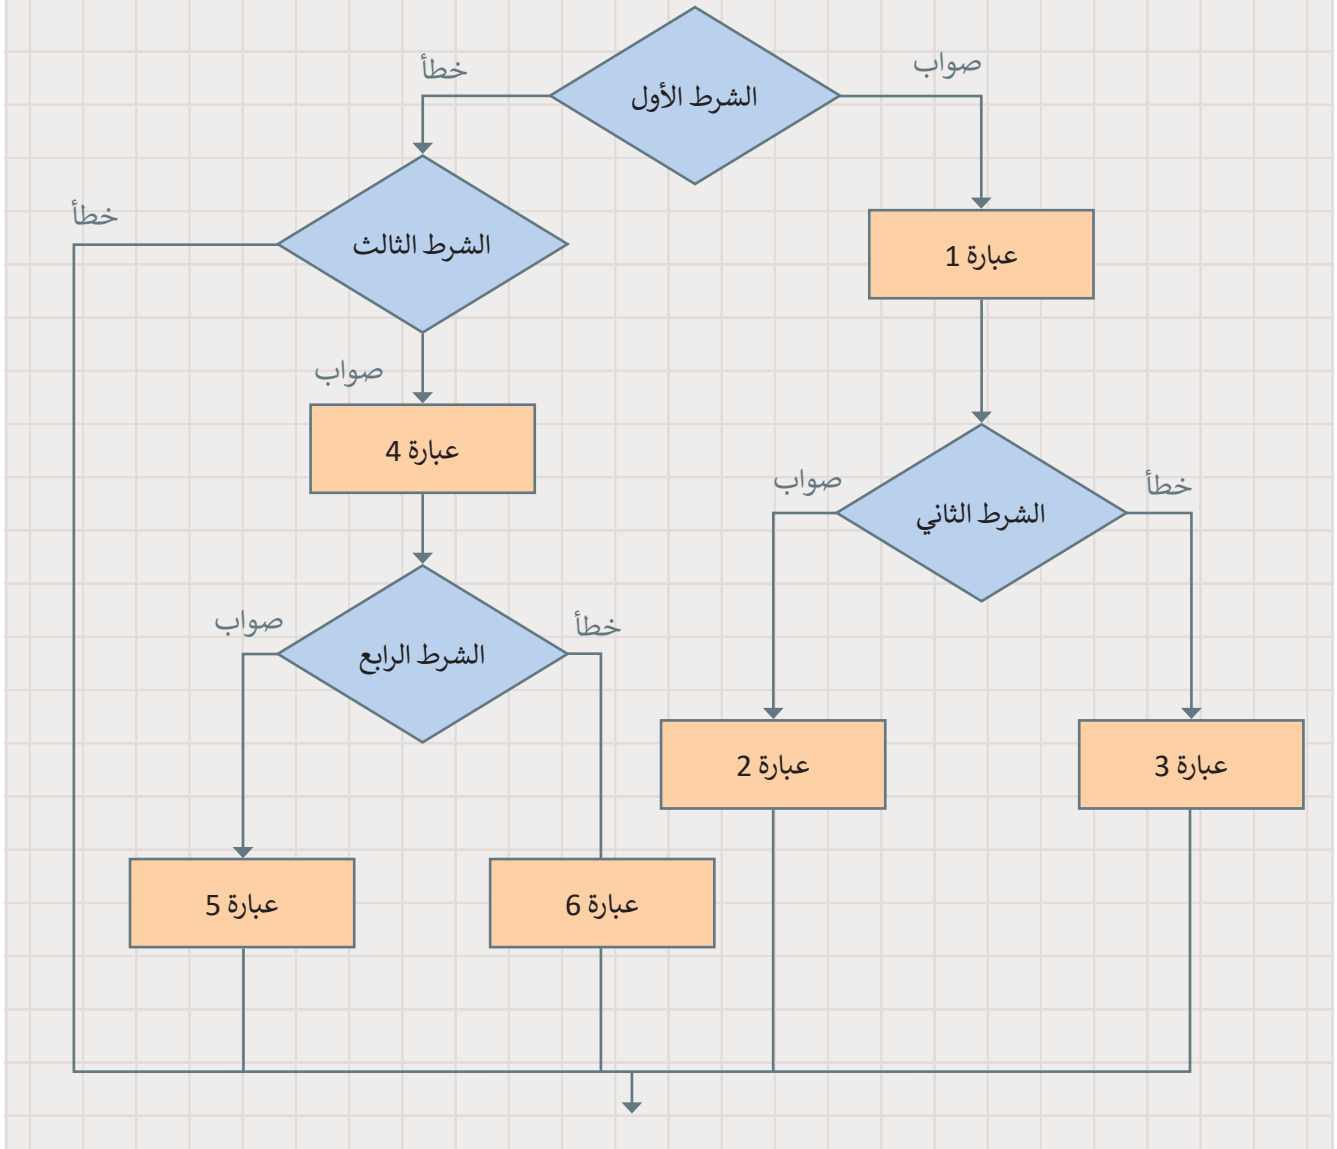 صواب
خطأ
الشرط الأول
خطأ
الشرط الثالث
عبارة 1
صواب
عبارة 4
صواب
خطأ
الشرط الثاني
صواب
خطأ
الشرط الرابع
عبارة 3
عبارة 2
عبارة 6
عبارة 5